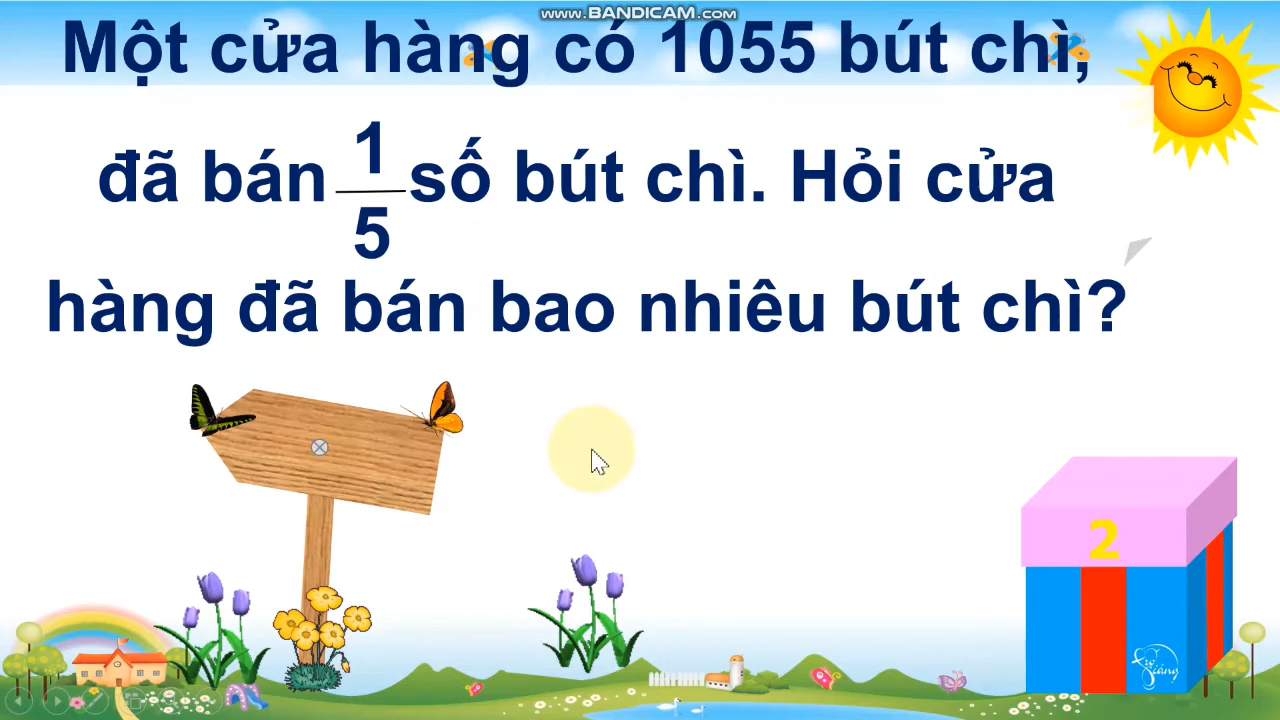 www.BANDICAM.com
Một cửa hàng có 1055 bút chì,
đã bán 1/5 số bút chì. Hỏi cửa
hàng đã bán bao nhiêu bút chì?
2